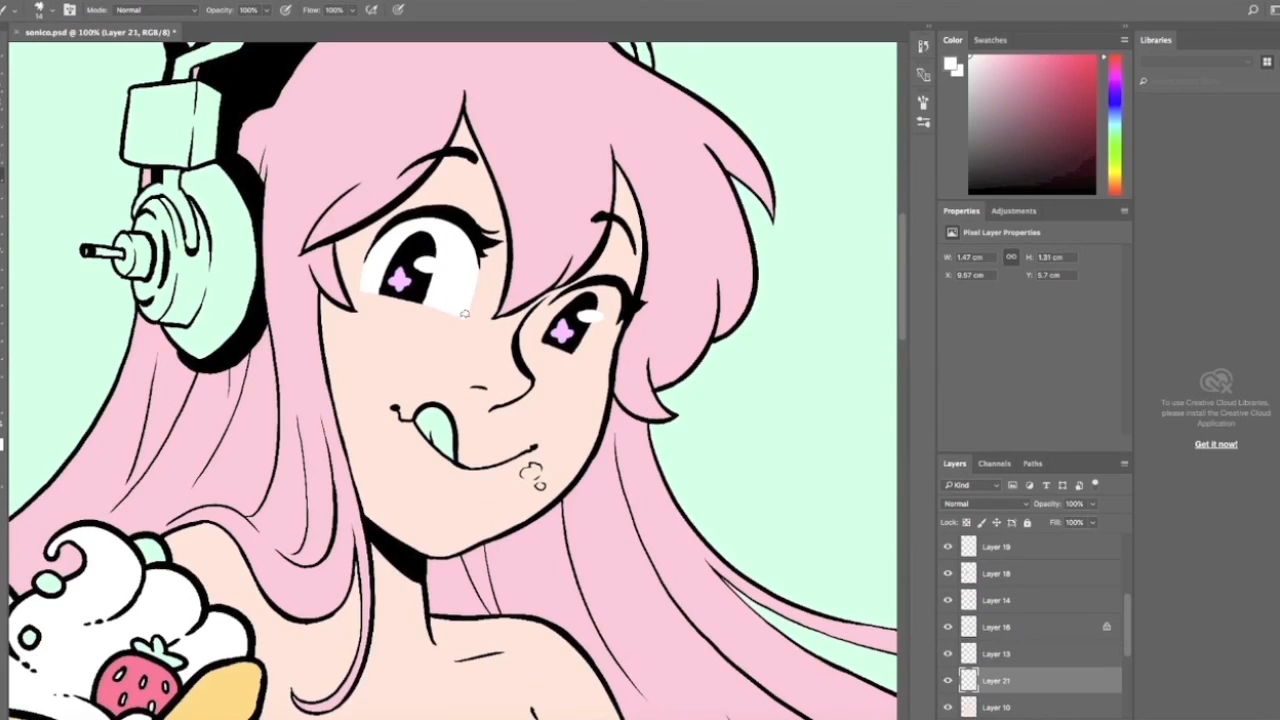 14 Mode: Normal Opacity: 100% Flow: 100%
sonico.psd @ 100% (Layer 21, RGB/8) *
Color Swatches
Libraries
Properties Adjustments
Pixel Layer Properties
W: 1.47 cm H: 1.31 cm
X: 9.57 cm Y: 5.7 cm
To use Creative Cloud Libraries,
please install the Creative Cloud
Application
Get it now!
Layers Channels Paths
Kind
Normal Opacity: 100%
Lock: Fill: 100%
Layer 19
Layer 18
Layer 14
Layer 16
Layer 13
Layer 21
Layer 10